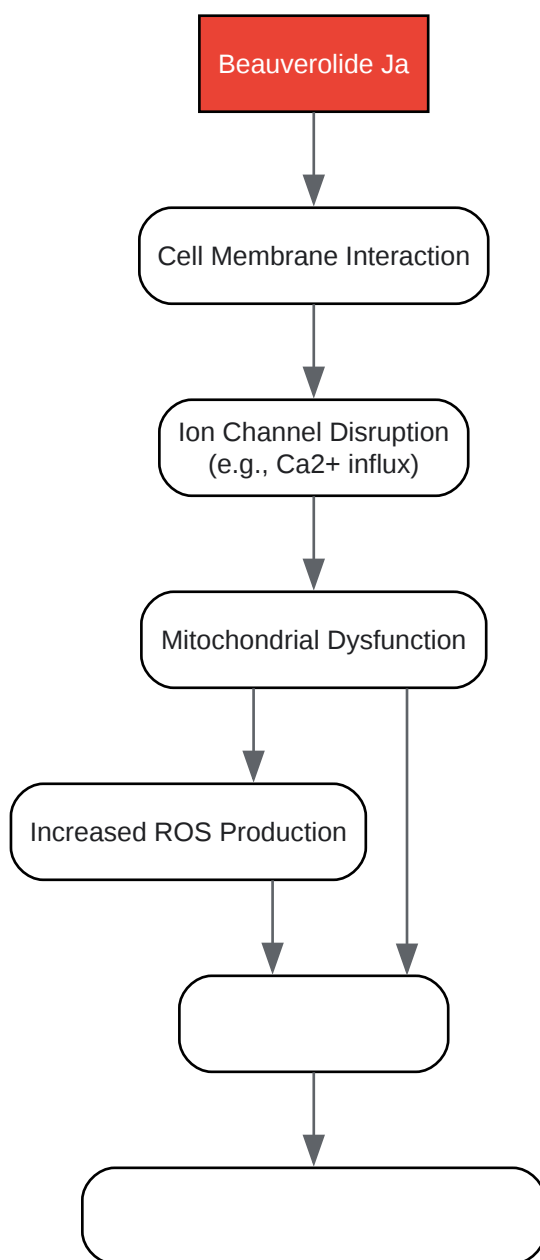 Beauverolide Ja
Cell Membrane Interaction
Ion Channel Disruption
(e.g., Ca2+ influx)
Mitochondrial Dysfunction
Increased ROS Production